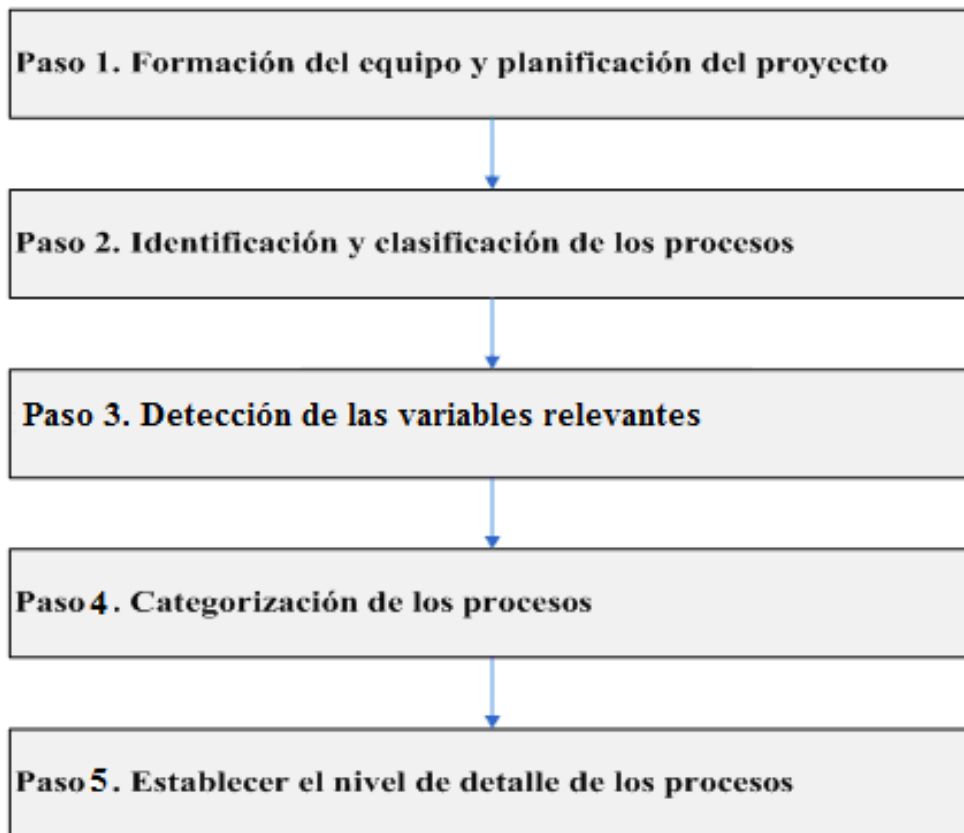 Paso 1. Formación del equipo y planificación del proyecto
Paso 2. Identificación y clasificación de los procesos
Paso 3. Detección de las variables relevantes
Paso 4. Categorización de los procesos
Paso 5. Establecer el nivel de detalle de los procesos